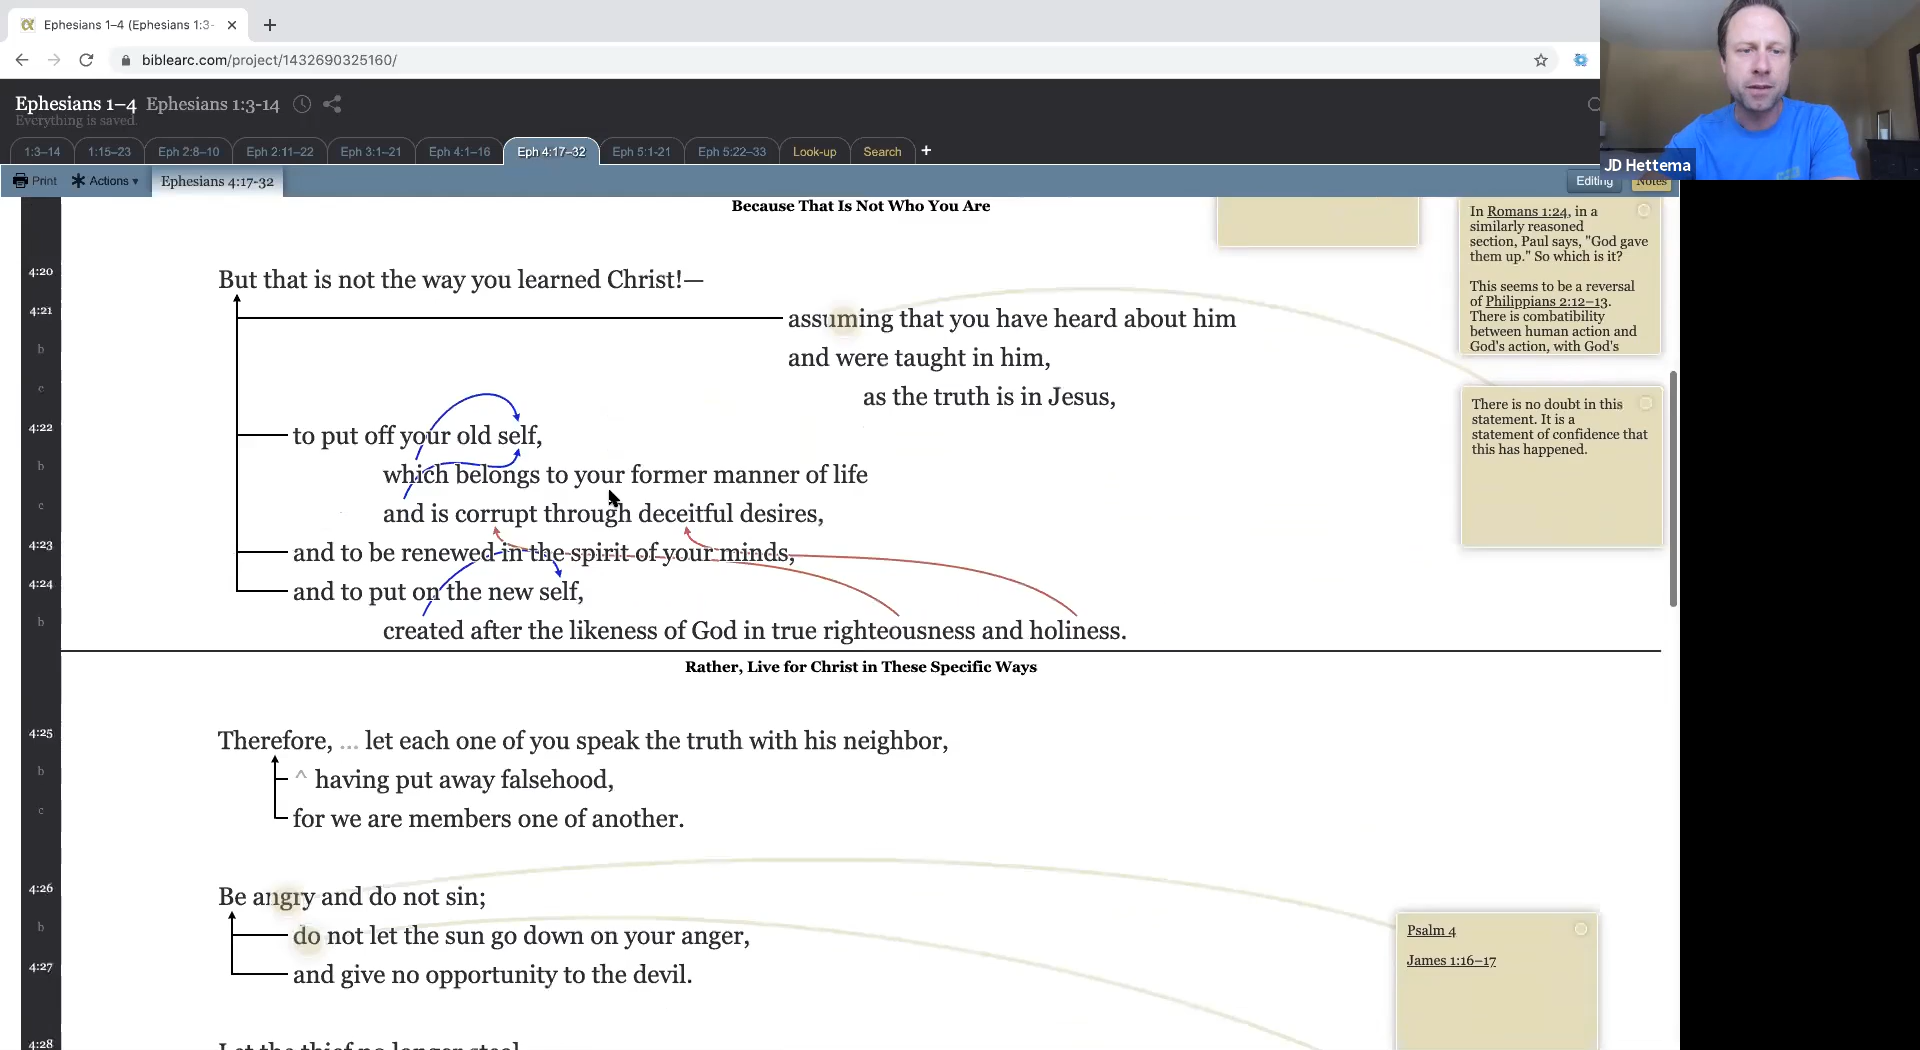 Ephesians 1–4 (Ephesians 1:3-
biblearc.com/project/1432690325160/
Ephesians 1–4 Ephesians 1:3-14
Everything is saved.
1:3–14 1:15–23 Eph 2:8–10 Eph 2:11–22 Eph 3:1–21 Eph 4:1–16 Eph 4:17–32 Eph 5:1-21 Eph 5:22–33 Look-up Search +
Print Actions ▾ Ephesians 4:17-32 Editing Notes
JD Hettema
Because That Is Not Who You Are
4:20 But that is not the way you learned Christ!—
4:21 assuming that you have heard about him
b and were taught in him,
c as the truth is in Jesus,
4:22 to put off your old self,
b which belongs to your former manner of life
c and is corrupt through deceitful desires,
4:23 and to be renewed in the spirit of your minds,
4:24 and to put on the new self,
b created after the likeness of God in true righteousness and holiness.
Rather, Live for Christ in These Specific Ways
4:25 Therefore, ... let each one of you speak the truth with his neighbor,
b ^ having put away falsehood,
c for we are members one of another.
4:26 Be angry and do not sin;
b do not let the sun go down on your anger,
4:27 and give no opportunity to the devil.
4:28 Let the thief no longer steal
In Romans 1:24, in a
similarly reasoned
section, Paul says, "God gave
them up." So which is it?
This seems to be a reversal
of Philippians 2:12–13.
There is combatibility
between human action and
God's action, with God's
There is no doubt in this
statement. It is a
statement of confidence that
this has happened.
Psalm 4
James 1:16–17